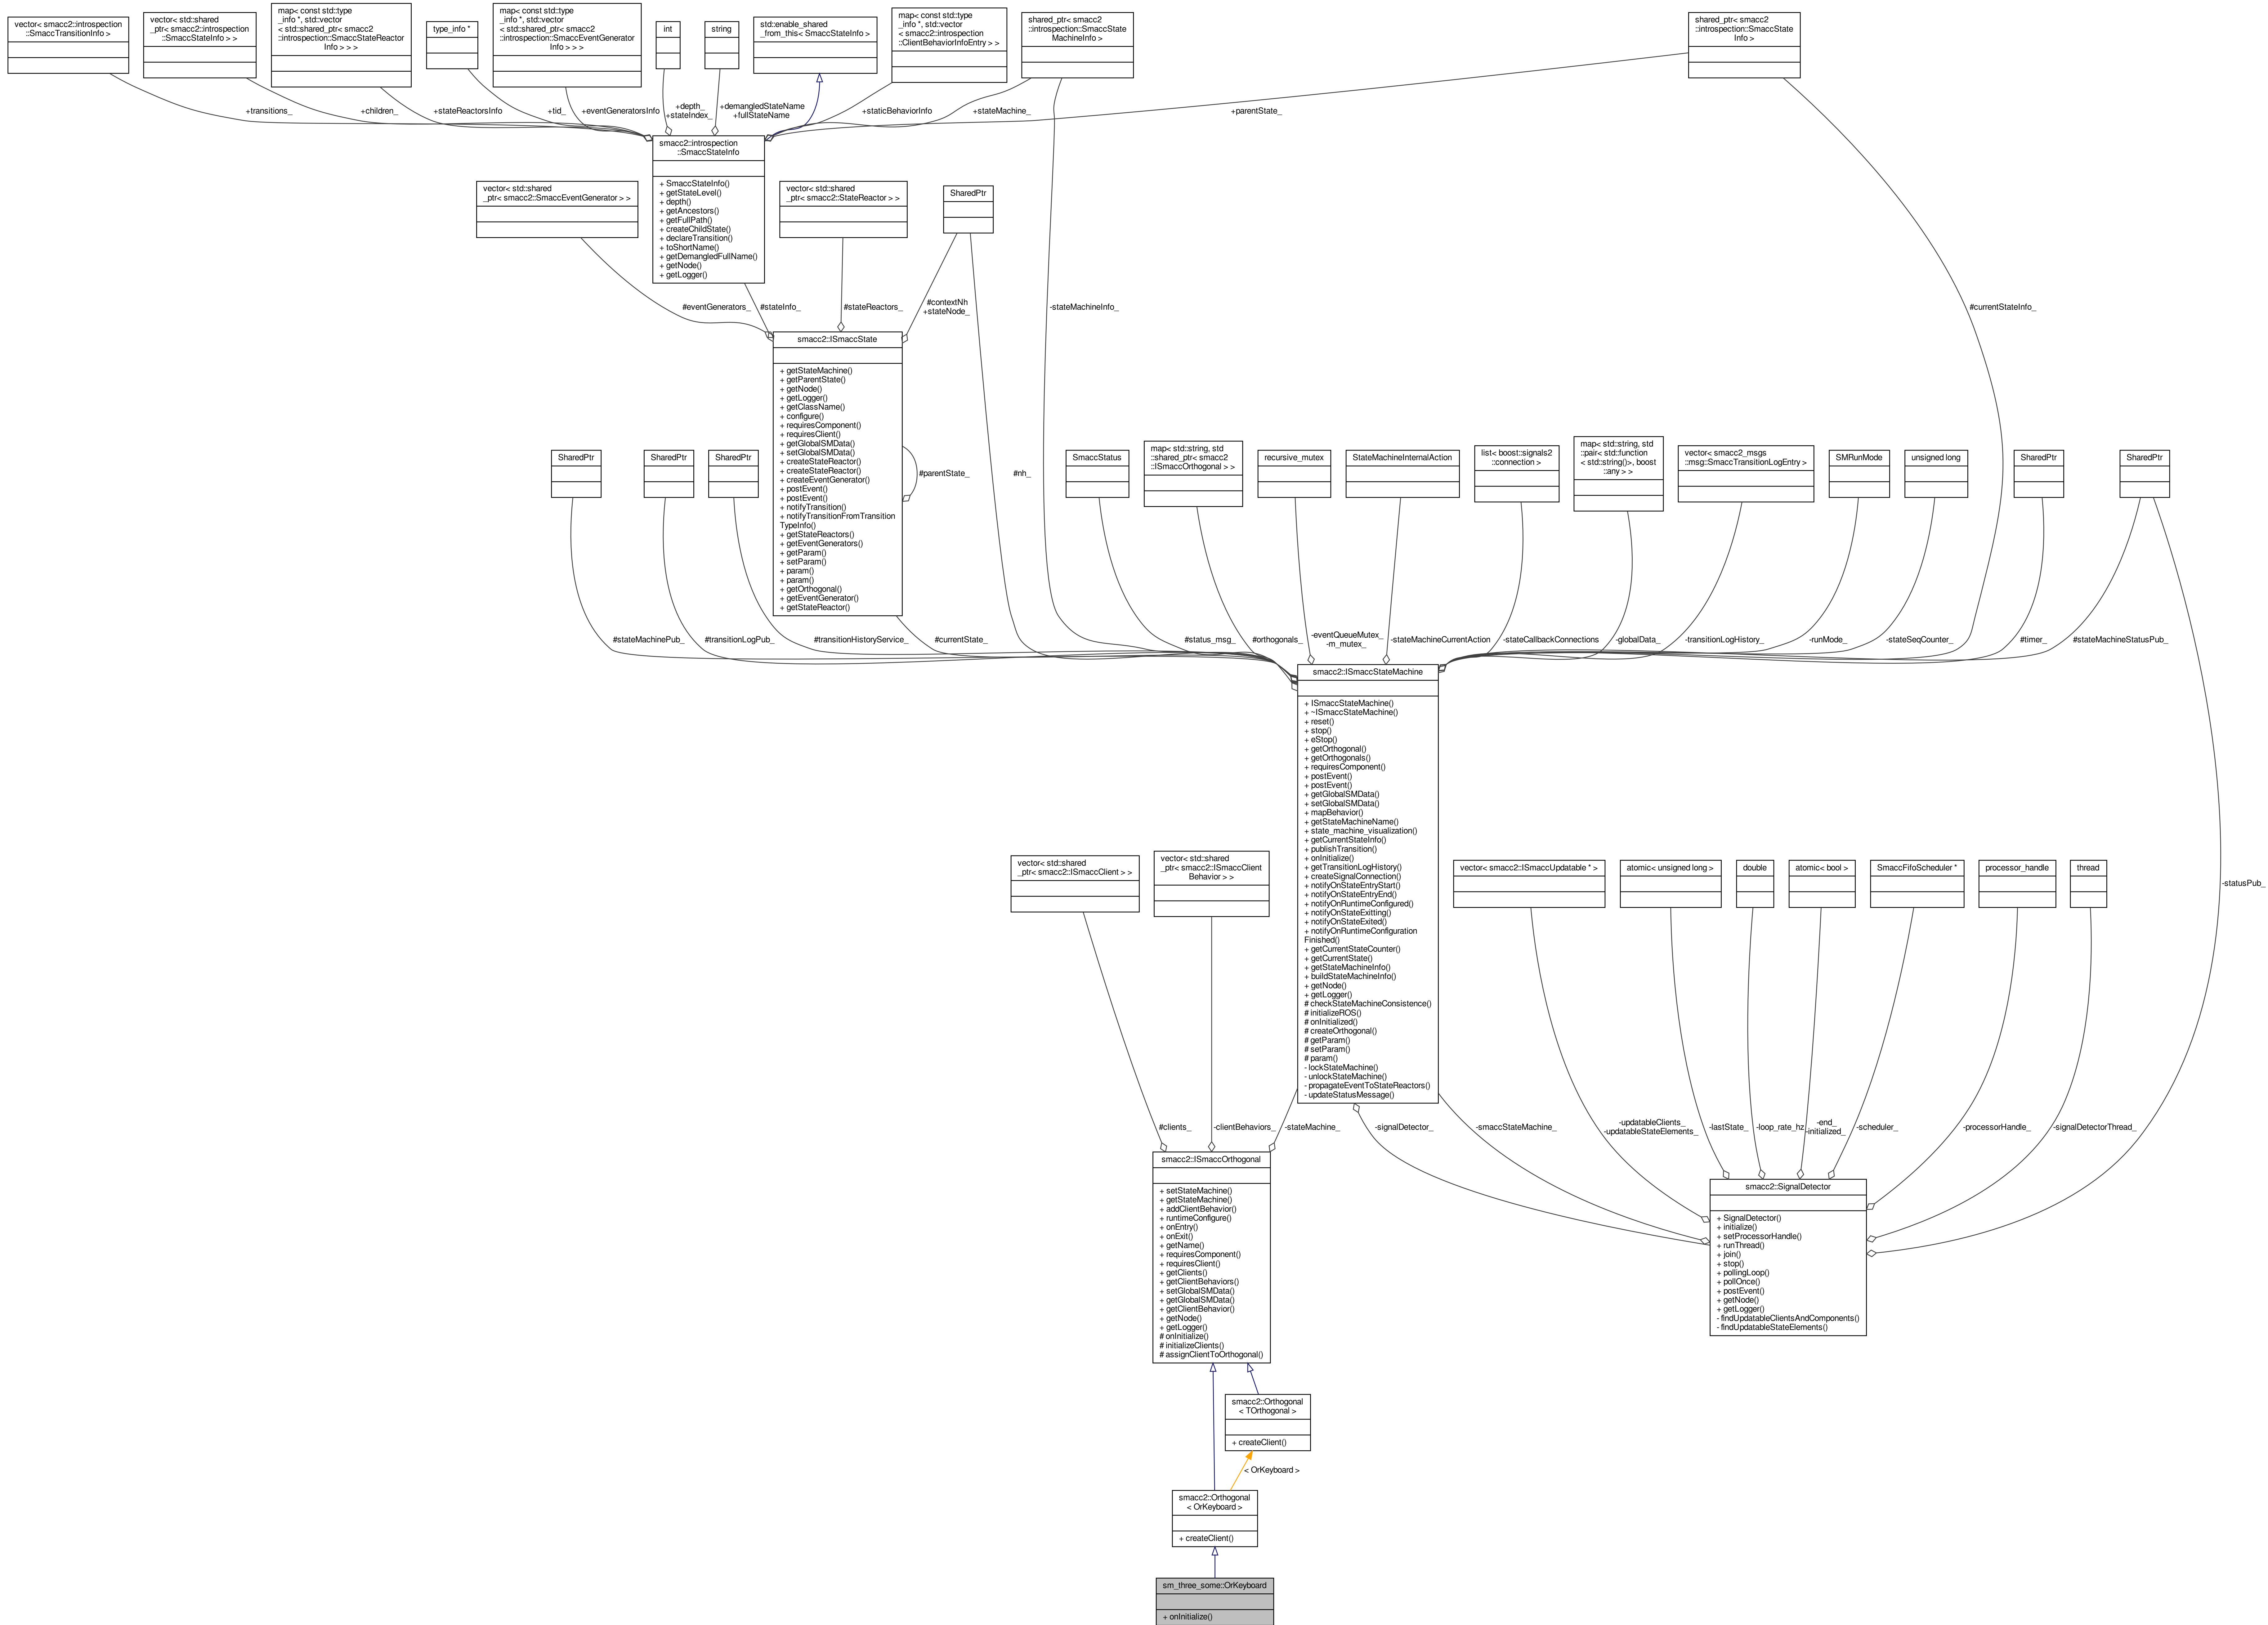 vector< smacc2::introspection
::SmaccTransitionInfo >
vector< std::shared
_ptr< smacc2::introspection
::SmaccStateInfo > >
map< const std::type
_info *, std::vector
< std::shared_ptr< smacc2
::introspection::SmaccStateReactor
Info > > >
type_info *
map< const std::type
_info *, std::vector
< std::shared_ptr< smacc2
::introspection::SmaccEventGenerator
Info > > >
int
string
std::enable_shared
_from_this< SmaccStateInfo >
map< const std::type
_info *, std::vector
< smacc2::introspection
::ClientBehaviorInfoEntry > >
shared_ptr< smacc2
::introspection::SmaccState
MachineInfo >
shared_ptr< smacc2
::introspection::SmaccState
Info >
+transitions_
+children_
+stateReactorsInfo
+tid_
+eventGeneratorsInfo
+depth_
+stateIndex_
+demangledStateName
+fullStateName
+staticBehaviorInfo
+stateMachine_
+parentState_
smacc2::introspection
::SmaccStateInfo
+ SmaccStateInfo()
+ getStateLevel()
+ depth()
+ getAncestors()
+ getFullPath()
+ createChildState()
+ declareTransition()
+ toShortName()
+ getDemangledFullName()
+ getNode()
+ getLogger()
vector< std::shared
_ptr< smacc2::SmaccEventGenerator > >
vector< std::shared
_ptr< smacc2::StateReactor > >
SharedPtr
#eventGenerators_
#stateInfo_
#stateReactors_
#contextNh
+stateNode_
-stateMachineInfo_
#currentStateInfo_
smacc2::ISmaccState
+ getStateMachine()
+ getParentState()
+ getNode()
+ getLogger()
+ getClassName()
+ configure()
+ requiresComponent()
+ requiresClient()
+ getGlobalSMData()
+ setGlobalSMData()
+ createStateReactor()
+ createStateReactor()
+ createEventGenerator()
+ postEvent()
+ postEvent()
+ notifyTransition()
+ notifyTransitionFromTransition
TypeInfo()
+ getStateReactors()
+ getEventGenerators()
+ getParam()
+ setParam()
+ param()
+ param()
+ getOrthogonal()
+ getEventGenerator()
+ getStateReactor()
#parentState_
#nh_
SharedPtr
SharedPtr
SharedPtr
SmaccStatus
map< std::string, std
::shared_ptr< smacc2
::ISmaccOrthogonal > >
recursive_mutex
StateMachineInternalAction
list< boost::signals2
::connection >
map< std::string, std
::pair< std::function
< std::string()>, boost
::any > >
vector< smacc2_msgs
::msg::SmaccTransitionLogEntry >
SMRunMode
unsigned long
SharedPtr
SharedPtr
#stateMachinePub_
#transitionLogPub_
#transitionHistoryService_
#currentState_
#status_msg_
#orthogonals_
-eventQueueMutex_
-m_mutex_
-stateMachineCurrentAction
-stateCallbackConnections
-globalData_
-transitionLogHistory_
-runMode_
-stateSeqCounter_
#timer_
#stateMachineStatusPub_
smacc2::ISmaccStateMachine
+ ISmaccStateMachine()
+ ~ISmaccStateMachine()
+ reset()
+ stop()
+ eStop()
+ getOrthogonal()
+ getOrthogonals()
+ requiresComponent()
+ postEvent()
+ postEvent()
+ getGlobalSMData()
+ setGlobalSMData()
+ mapBehavior()
+ getStateMachineName()
+ state_machine_visualization()
+ getCurrentStateInfo()
+ publishTransition()
+ onInitialize()
+ getTransitionLogHistory()
+ createSignalConnection()
+ notifyOnStateEntryStart()
+ notifyOnStateEntryEnd()
+ notifyOnRuntimeConfigured()
+ notifyOnStateExitting()
+ notifyOnStateExited()
+ notifyOnRuntimeConfiguration
Finished()
+ getCurrentStateCounter()
+ getCurrentState()
+ getStateMachineInfo()
+ buildStateMachineInfo()
+ getNode()
+ getLogger()
# checkStateMachineConsistence()
# initializeROS()
# onInitialized()
# createOrthogonal()
# getParam()
# setParam()
# param()
- lockStateMachine()
- unlockStateMachine()
- propagateEventToStateReactors()
- updateStatusMessage()
vector< std::shared
_ptr< smacc2::ISmaccClient > >
vector< std::shared
_ptr< smacc2::ISmaccClient
Behavior > >
vector< smacc2::ISmaccUpdatable * >
atomic< unsigned long >
double
atomic< bool >
SmaccFifoScheduler *
processor_handle
thread
-statusPub_
#clients_
-clientBehaviors_
-stateMachine_
-signalDetector_
-smaccStateMachine_
-updatableClients_
-updatableStateElements_
-lastState_
-loop_rate_hz
-end_
-initialized_
-scheduler_
-processorHandle_
-signalDetectorThread_
smacc2::ISmaccOrthogonal
+ setStateMachine()
+ getStateMachine()
+ addClientBehavior()
+ runtimeConfigure()
+ onEntry()
+ onExit()
+ getName()
+ requiresComponent()
+ requiresClient()
+ getClients()
+ getClientBehaviors()
+ setGlobalSMData()
+ getGlobalSMData()
+ getClientBehavior()
+ getNode()
+ getLogger()
# onInitialize()
# initializeClients()
# assignClientToOrthogonal()
smacc2::SignalDetector
+ SignalDetector()
+ initialize()
+ setProcessorHandle()
+ runThread()
+ join()
+ stop()
+ pollingLoop()
+ pollOnce()
+ postEvent()
+ getNode()
+ getLogger()
- findUpdatableClientsAndComponents()
- findUpdatableStateElements()
smacc2::Orthogonal
< TOrthogonal >
+ createClient()
< OrKeyboard >
smacc2::Orthogonal
< OrKeyboard >
+ createClient()
sm_three_some::OrKeyboard
+ onInitialize()